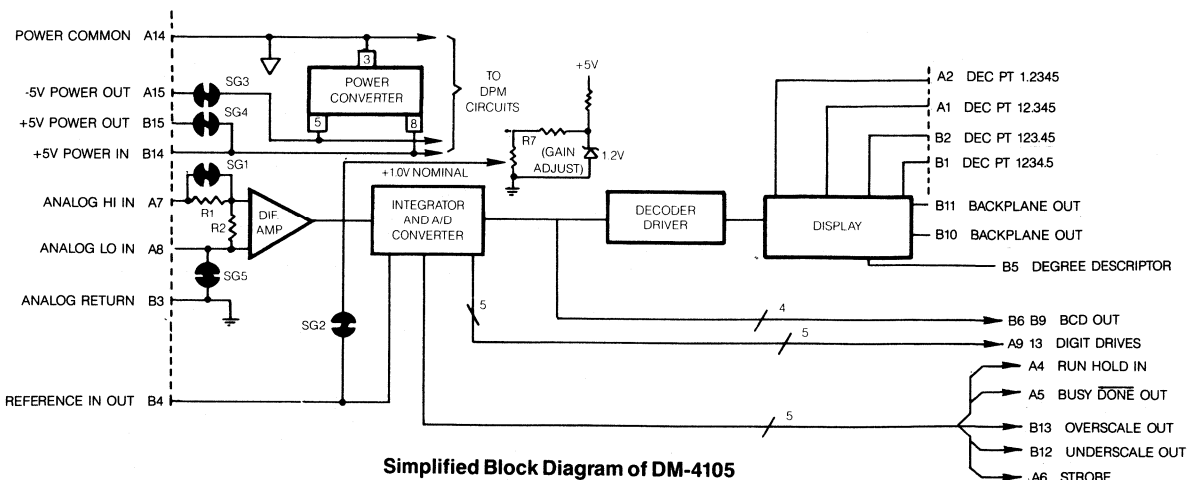 POWER COMMON A14
-5V POWER OUT A15
+5V POWER OUT B15
+5V POWER IN B14
ANALOG HI IN A7
ANALOG LO IN A8
ANALOG RETURN B3
REFERENCE IN OUT B4
SG3
SG4
SG1
R1
R2
SG5
SG2
3
POWER
CONVERTER
5
8
TO
DPM
CIRCUITS
+5V
R7
(GAIN
ADJUST)
1.2V
+1.0V NOMINAL
DIF.
AMP
INTEGRATOR
AND A/D
CONVERTER
DECODER
DRIVER
DISPLAY
A2 DEC PT 1.2345
A1 DEC PT 12.345
B2 DEC PT 123.45
B1 DEC PT 1234.5
B11 BACKPLANE OUT
B10 BACKPLANE OUT
B5 DEGREE DESCRIPTOR
4
B6 B9 BCD OUT
5
5
A9 13 DIGIT DRIVES
A4 RUN HOLD IN
A5 BUSY DONE OUT
5
B13 OVERSCALE OUT
B12 UNDERSCALE OUT
A6 STROBE
Simplified Block Diagram of DM-4105